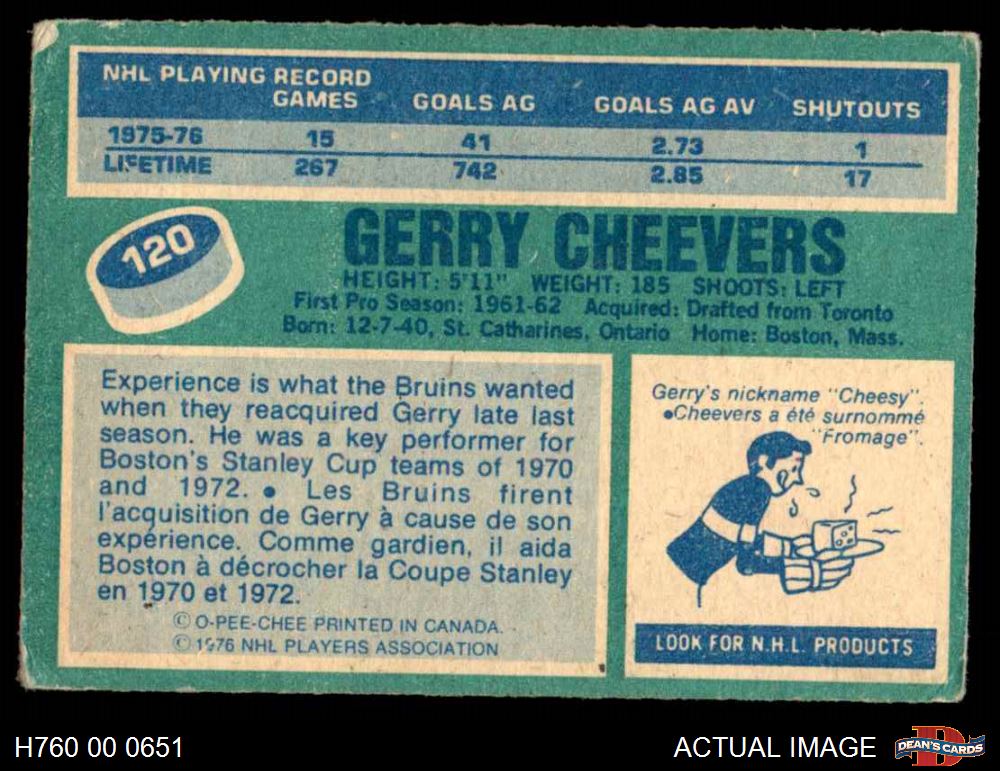 NHL PLAYING RECORD
GAMES GOALS AG GOALS AG AV SHUTOUTS
1975-76 15 41 2.73 1
LIFETIME 267 742 2.85 17
120
GERRY CHEEVERS
HEIGHT: 5'11" WEIGHT: 185 SHOOTS: LEFT
First Pro Season: 1961-62 Acquired: Drafted from Toronto
Born: 12-7-40, St. Catharines, Ontario Home: Boston, Mass.
Experience is what the Bruins wanted
when they reacquired Gerry late last
season. He was a key performer for
Boston's Stanley Cup teams of 1970
and 1972. ● Les Bruins firent
l'acquisition de Gerry à cause de son
expérience. Comme gardien, il aida
Boston à décrocher la Coupe Stanley
en 1970 et 1972.
© O-PEE-CHEE PRINTED IN CANADA.
© 1976 NHL PLAYERS ASSOCIATION
Gerry's nickname "Cheesy".
●Cheevers a été surnommé
"Fromage".
LOOK FOR N.H.L. PRODUCTS
H760 00 0651
ACTUAL IMAGE
DEAN'S CARDS